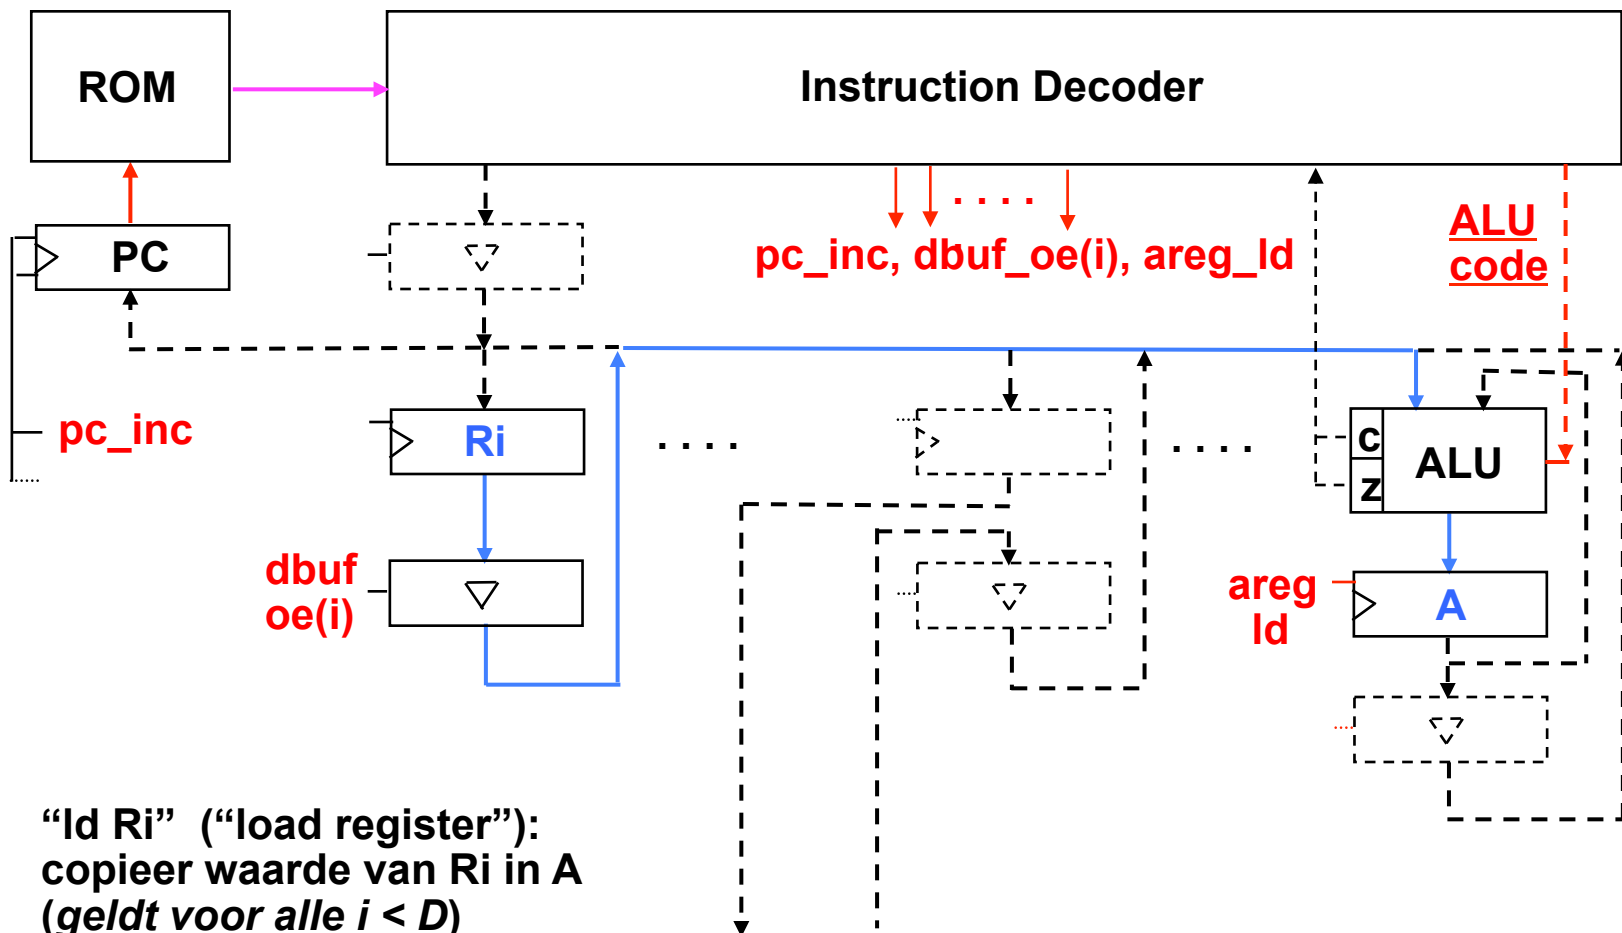 ROM
Instruction Decoder
PC
pc_inc, dbuf_oe(i), areg_ld
ALU
code
pc_inc
Ri
. . . .
. . . .
. . . .
c
z
ALU
dbuf
oe(i)
areg
ld
A
“ld Ri” (“load register”):
copieer waarde van Ri in A
(geldt voor alle i < D)